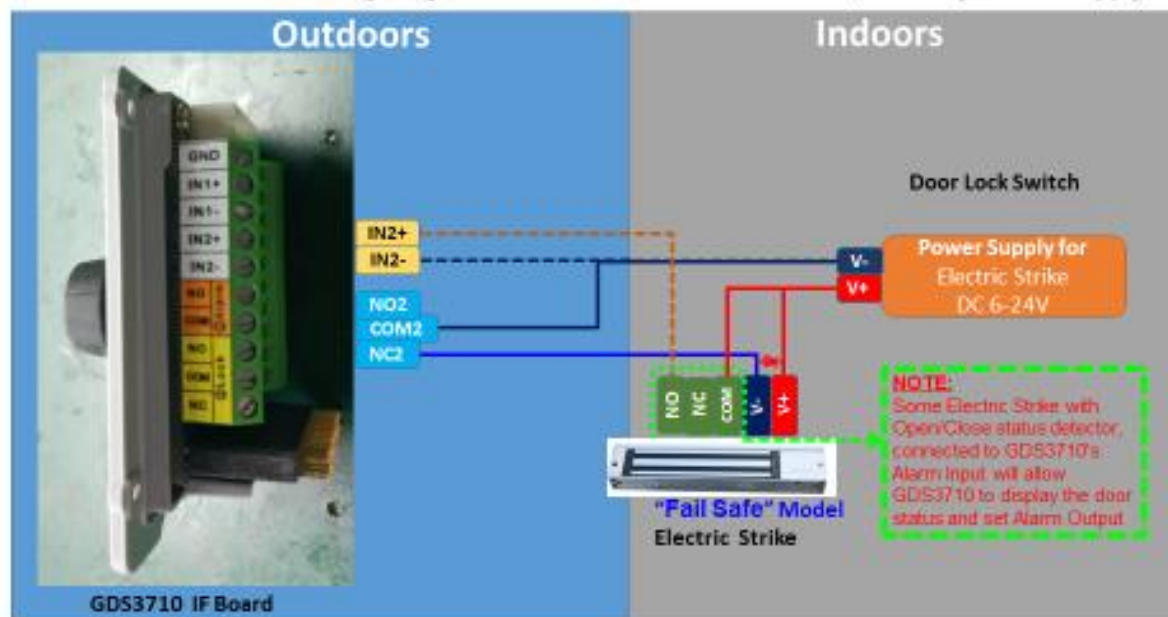 Outdoors
Indoors
GND
IN1+
IN1-
IN2+
IN2-
NO
COM
NO
COM
NC
IN2+
IN2-
NO2
COM2
NC2
Door Lock Switch
V-
V+
Power Supply for
Electric Strike
DC 6-24V
NO
NC
COM
V-
V+
NOTE:
Some Electric Strike with
Open/Close status detector,
connected to GDS3710's
Alarm Input will allow
GDS3710 to display the door
status and set Alarm Output
"Fail Safe" Model
Electric Strike
GDS3710 IF Board